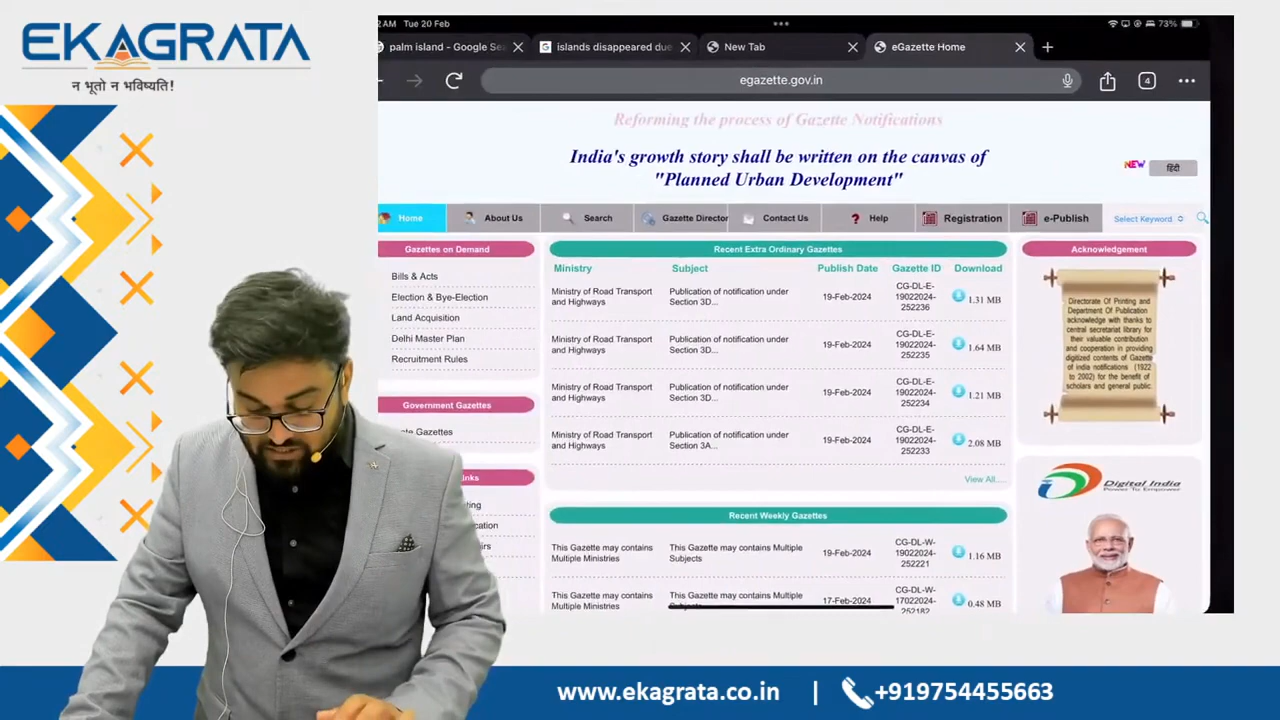 EKAGRATA
न भूतो न भविष्यति!
2AM Tue 20 Feb
73%
palm island - Google Sea
islands disappeared due
New Tab
eGazette Home
egazette.gov.in
4
Reforming the process of Gazette Notifications
India's growth story shall be written on the canvas of
"Planned Urban Development"
NEW
हिंदी
Home
About Us
Search
Gazette Director
Contact Us
Help
Registration
e-Publish
Select Keyword
Gazettes on Demand
Bills & Acts
Election & Bye-Election
Land Acquisition
Delhi Master Plan
Recruitment Rules
Government Gazettes
te Gazettes
inks
ting
cation
irs
Recent Extra Ordinary Gazettes
Ministry Subject Publish Date Gazette ID Download
Ministry of Road Transport and Highways
Publication of notification under Section 3D...
19-Feb-2024
CG-DL-E-19022024-252236
1.31 MB
Ministry of Road Transport and Highways
Publication of notification under Section 3D...
19-Feb-2024
CG-DL-E-19022024-252235
1.64 MB
Ministry of Road Transport and Highways
Publication of notification under Section 3D...
19-Feb-2024
CG-DL-E-19022024-252234
1.21 MB
Ministry of Road Transport and Highways
Publication of notification under Section 3A...
19-Feb-2024
CG-DL-E-19022024-252233
2.08 MB
View All....
Recent Weekly Gazettes
This Gazette may contains Multiple Ministries
This Gazette may contains Multiple Subjects
19-Feb-2024
CG-DL-W-19022024-252221
1.16 MB
This Gazette may contains Multiple Ministries
This Gazette may contains Multiple Subjects
17-Feb-2024
CG-DL-W-17022024-252182
0.48 MB
Acknowledgement
Directorate Of Printing and
Department Of Publication
acknowledge with thanks to
central secretariat library for
their valuable contribution
and cooperation in providing
digitized contents of Gazette
of india notifications (1922
to 2002) for the benefit of
scholars and general public.
Digital India
Power To Empower
www.ekagrata.co.in | +919754455663